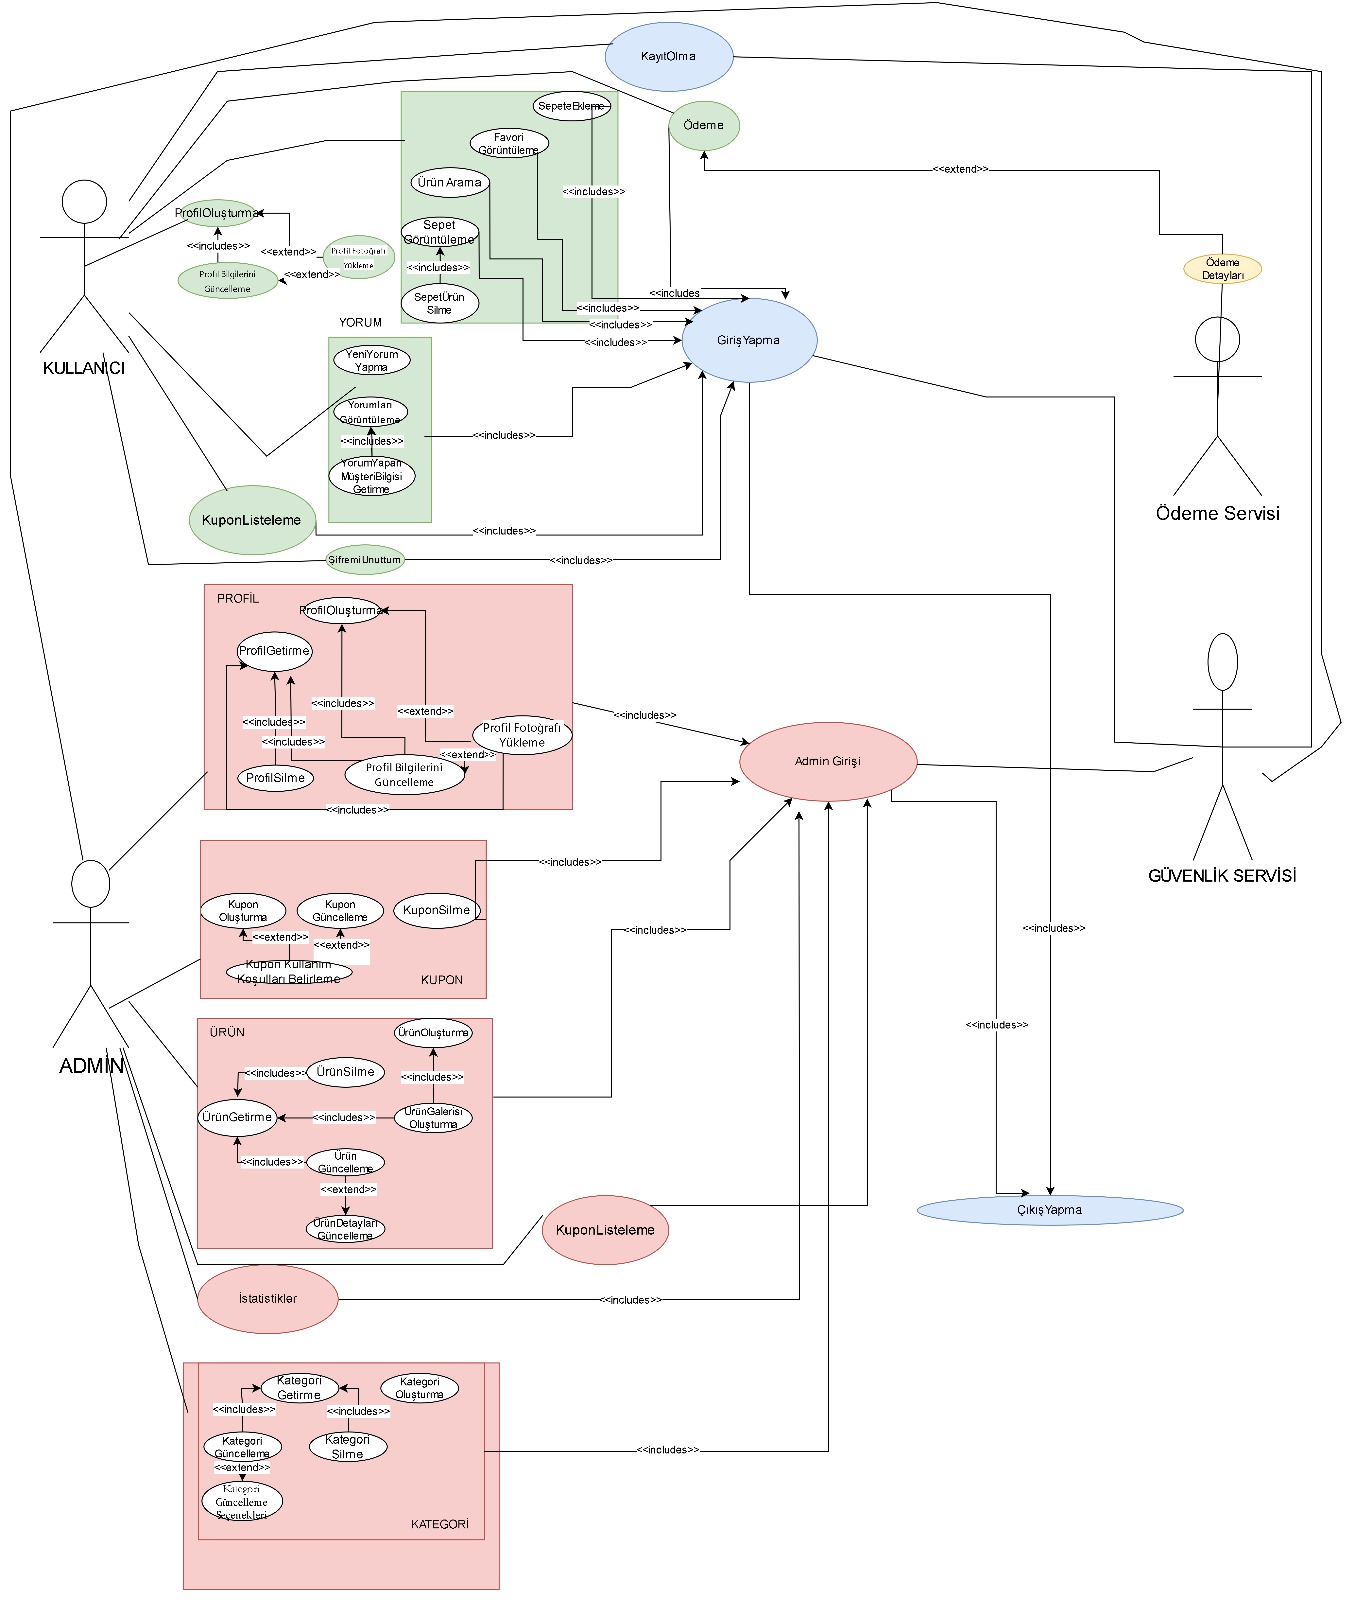 KayıtOlma
SepeteEkleme
Ödeme
Favori
Görüntüleme
<<extend>>
Ürün Arama
<<includes>>
ProfilOluşturma
Sepet
Görüntüleme
<<includes>>
<<extend>>
Profil Fotoğrafı
Yükleme
Profil Bilgilerini
Güncelleme
<<extend>>
<<includes>>
Ödeme
Detayları
SepetÜrün
Silme
<<includes
<<includes>>
<<includes>>
<<includes>>
YORUM
GirişYapma
KULLANICI
YeniYorum
Yapma
Yorumları
Görüntüleme
<<includes>>
<<includes>>
YorumYapan
MüşteriBilgisi
Getirme
KuponListeleme
<<includes>>
Ödeme Servisi
ŞifremiUnuttum
<<includes>>
PROFİL
ProfilOluşturma
ProfilGetirme
<<includes>>
<<extend>>
<<includes>>
<<includes>>
<<includes>>
Profil Fotoğrafı
Yükleme
<<extend>>
ProfilSilme
Profil Bilgilerini
Güncelleme
<<includes>>
Admin Girişi
<<includes>>
GÜVENLİK SERVİSİ
Kupon
Oluşturma
Kupon
Güncelleme
KuponSilme
<<extend>>
<<extend>>
Kupon Kullanım
Koşulları Belirleme
KUPON
<<includes>>
<<includes>>
ADMİN
ÜRÜN
ÜrünOluşturma
<<includes>>
<<includes>>
ÜrünSilme
<<includes>>
ÜrünGetirme
<<includes>>
ÜrünGalerisi
Oluşturma
<<includes>>
Ürün
Güncelleme
<<extend>>
ÜrünDetayları
Güncelleme
KuponListeleme
ÇıkışYapma
İstatistikler
<<includes>>
Kategori
Getirme
Kategori
Oluşturma
<<includes>>
<<includes>>
Kategori
Güncelleme
Kategori
Silme
<<includes>>
<<extend>>
Kategori
Güncelleme
Seçenekleri
KATEGORİ